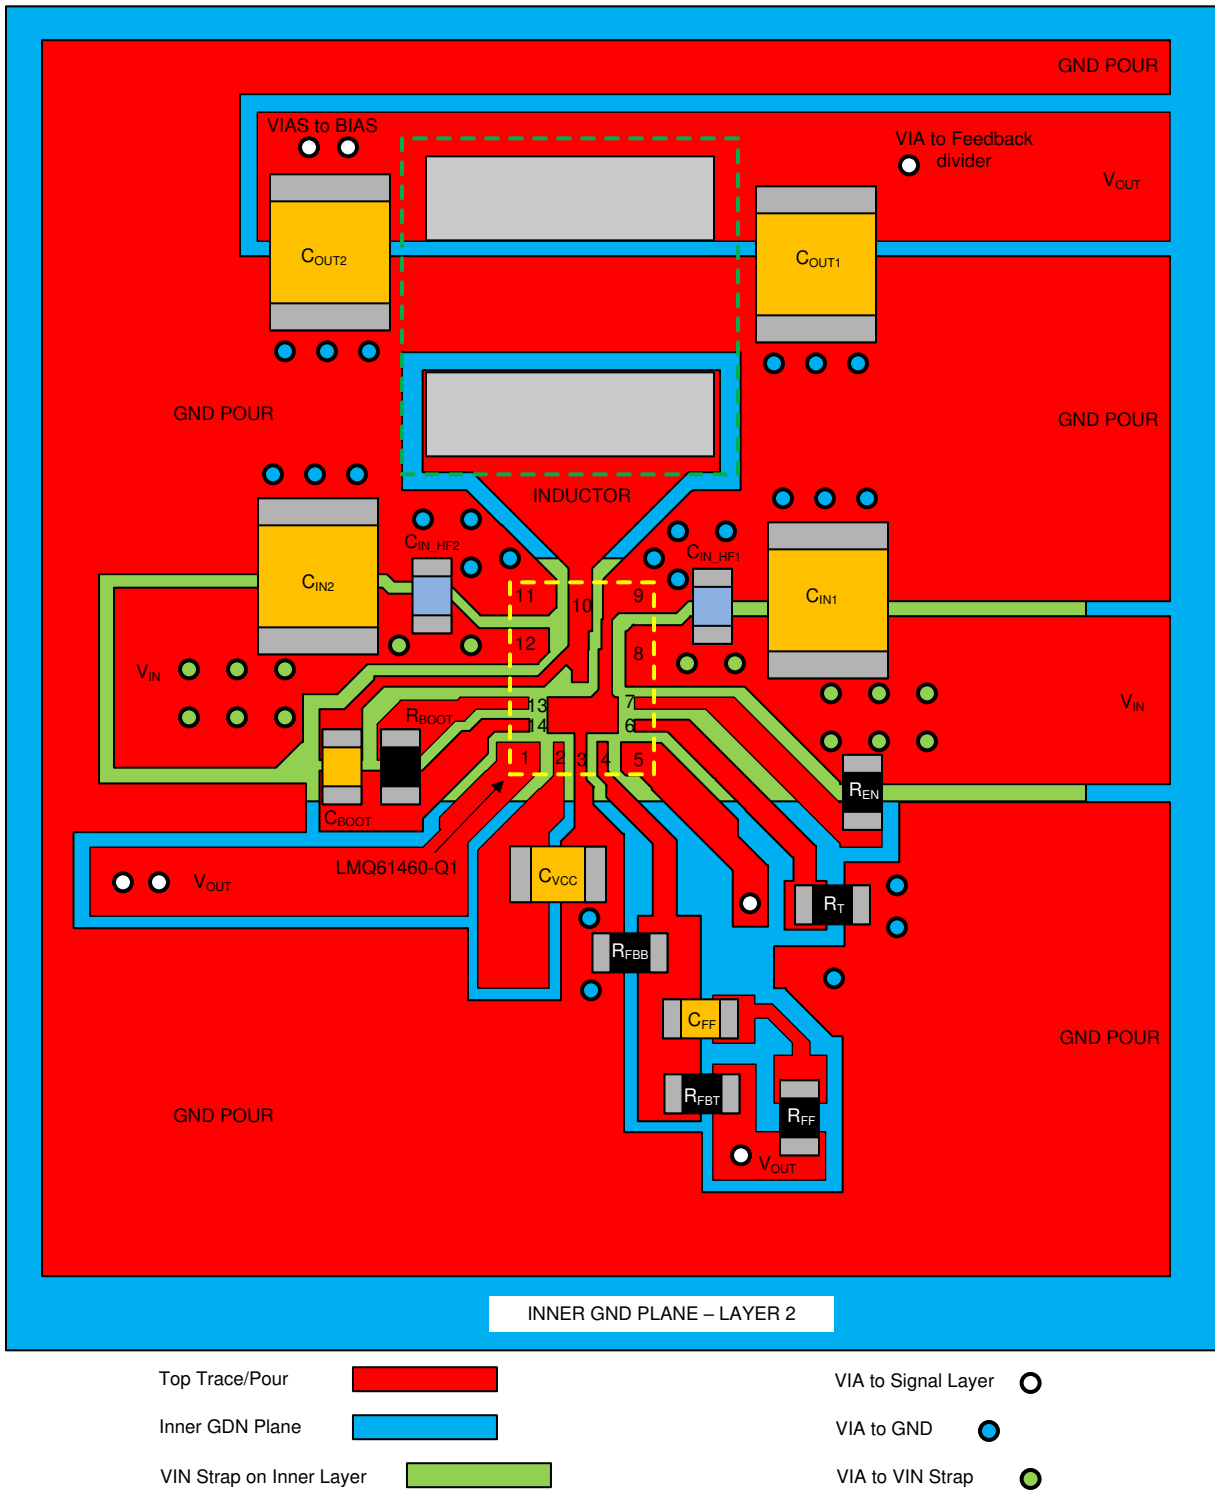 GND POUR
VIAS to BIAS
VIA to Feedback
divider
VOUT
COUT2
COUT1
GND POUR
GND POUR
INDUCTOR
CIN_HF2
CIN_HF1
CIN2
CIN1
11
10
9
12
8
VIN
VIN
13
7
14
6
RBOOT
1
2
3
4
5
REN
CBOOT
LMQ61460-Q1
CVCC
VOUT
RT
RFBB
CFF
GND POUR
RFBT
RFF
GND POUR
VOUT
INNER GND PLANE – LAYER 2
Top Trace/Pour
VIA to Signal Layer
Inner GDN Plane
VIA to GND
VIN Strap on Inner Layer
VIA to VIN Strap